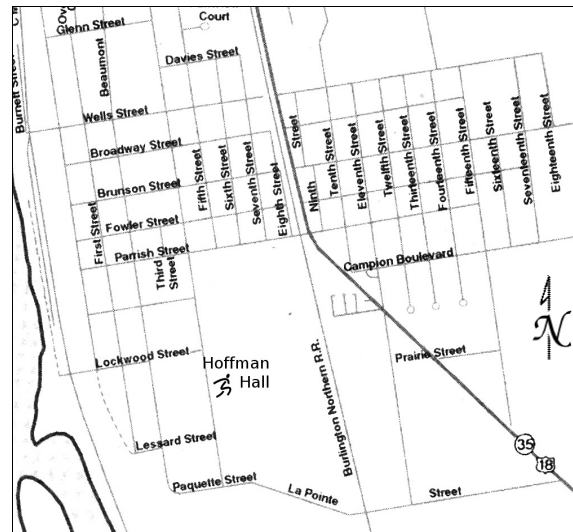 Court
Glenn Street
Davies Street
Beaumont
Burnett Street
Wells Street
Broadway Street
Brunson Street
Fowler Street
Parrish Street
First Street
Third
Street
Fifth Street
Sixth Street
Seventh Street
Eighth Street
Ninth
Street
Tenth Street
Eleventh Street
Twelfth Street
Thirteenth Street
Fourteenth Street
Fifteenth Street
Sixteenth Street
Seventeenth Street
Eighteenth Street
Campion Boulevard
N
Lockwood Street
Hoffman
Hall
Prairie Street
Burlington Northern R.R.
Lessard Street
Paquette Street
La Pointe
Street
35
18